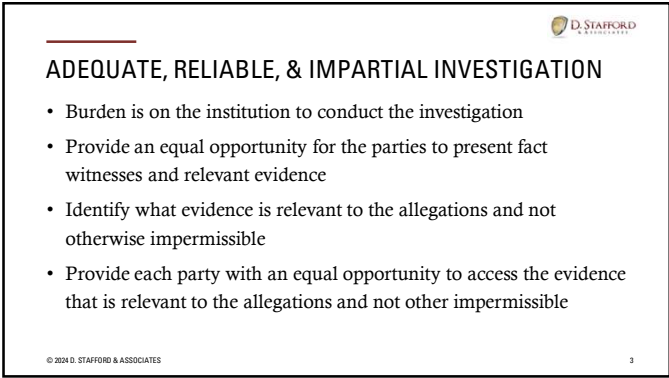 D. STAFFORD
& ASSOCIATES
ADEQUATE, RELIABLE, & IMPARTIAL INVESTIGATION
• Burden is on the institution to conduct the investigation
• Provide an equal opportunity for the parties to present fact
witnesses and relevant evidence
• Identify what evidence is relevant to the allegations and not
otherwise impermissible
• Provide each party with an equal opportunity to access the evidence
that is relevant to the allegations and not other impermissible
© 2024 D. STAFFORD & ASSOCIATES
3